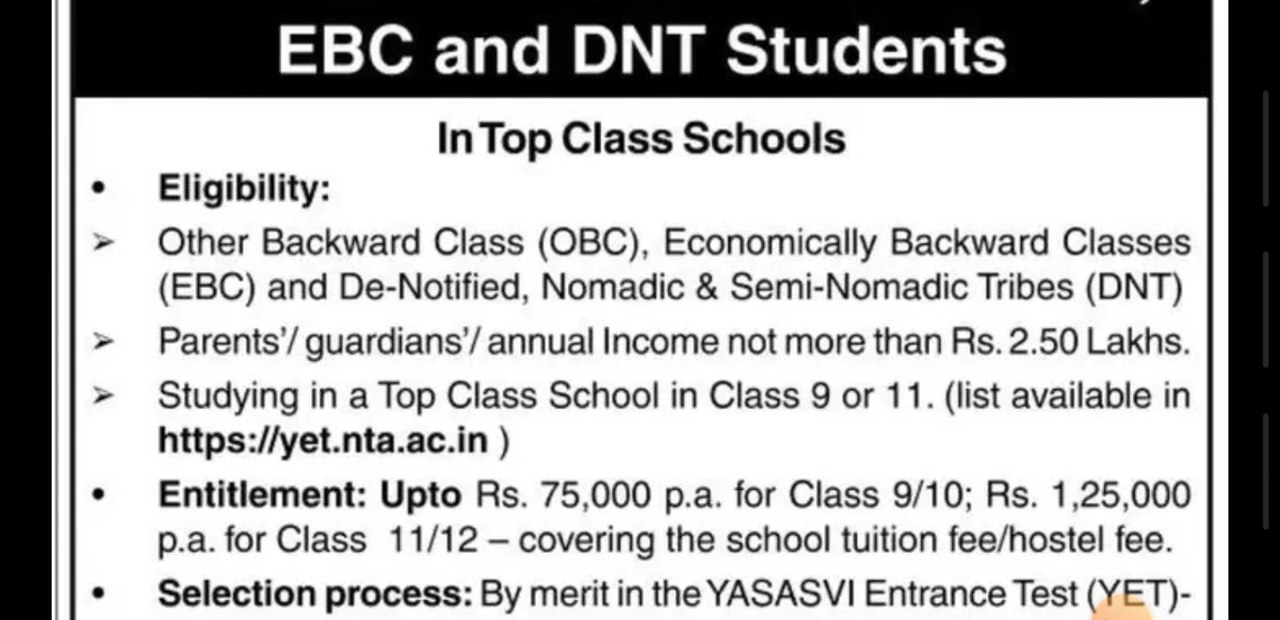 EBC and DNT Students
In Top Class Schools
• Eligibility:
➢ Other Backward Class (OBC), Economically Backward Classes
(EBC) and De-Notified, Nomadic & Semi-Nomadic Tribes (DNT)
➢ Parents'/ guardians'/ annual Income not more than Rs. 2.50 Lakhs.
➢ Studying in a Top Class School in Class 9 or 11. (list available in
https://yet.nta.ac.in )
• Entitlement: Upto Rs. 75,000 p.a. for Class 9/10; Rs. 1,25,000
p.a. for Class 11/12 – covering the school tuition fee/hostel fee.
• Selection process: By merit in the YASASVI Entrance Test (YET)-